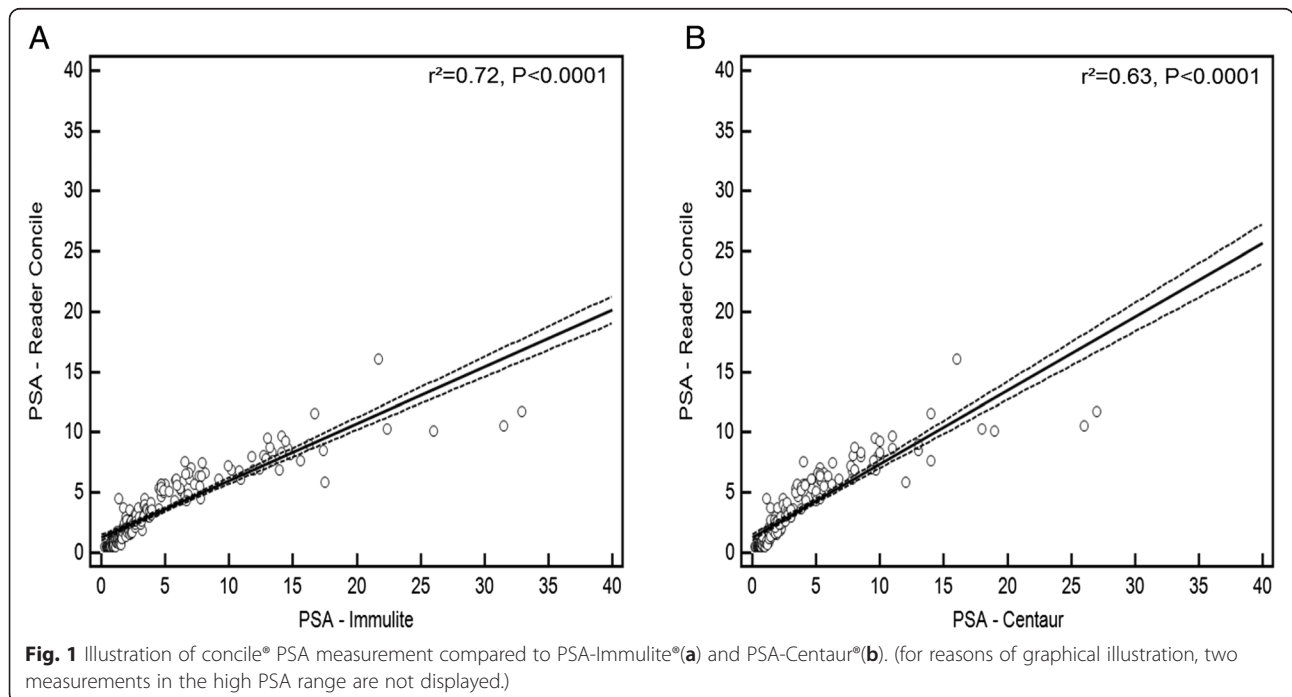 A
r²=0.72, P<0.0001
PSA - Reader Concile
40
35
30
25
20
15
10
5
0
0 5 10 15 20 25 30 35 40
PSA - Immulite
B
r²=0.63, P<0.0001
PSA - Reader Concile
40
35
30
25
20
15
10
5
0
0 5 10 15 20 25 30 35 40
PSA - Centaur
Fig. 1 Illustration of concile® PSA measurement compared to PSA-Immulite®(a) and PSA-Centaur®(b). (for reasons of graphical illustration, two
measurements in the high PSA range are not displayed.)